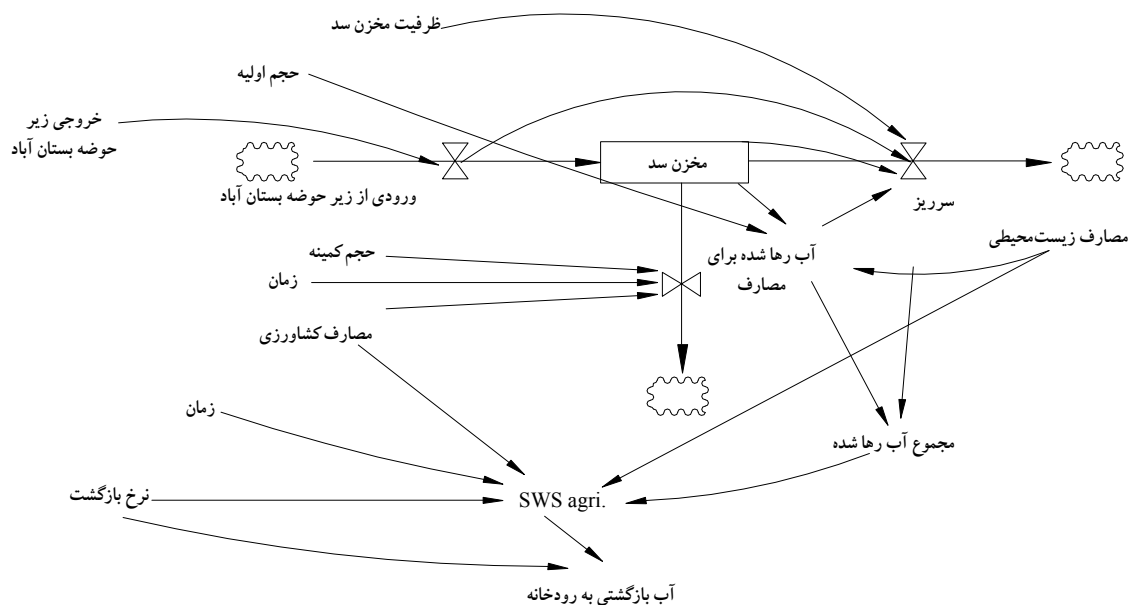 ظرفیت مخزن سد
حجم اولیه
خروجی زیر
حوضه بستان آباد
مخزن سد
ورودی از زیر حوضه بستان آباد
سرریز
مصارف زیست‌محیطی
آب رها شده برای
مصارف
حجم کمینه
زمان
مصارف کشاورزی
زمان
مجموع آب رها شده
نرخ بازگشت
SWS agri.
آب بازگشتی به رودخانه